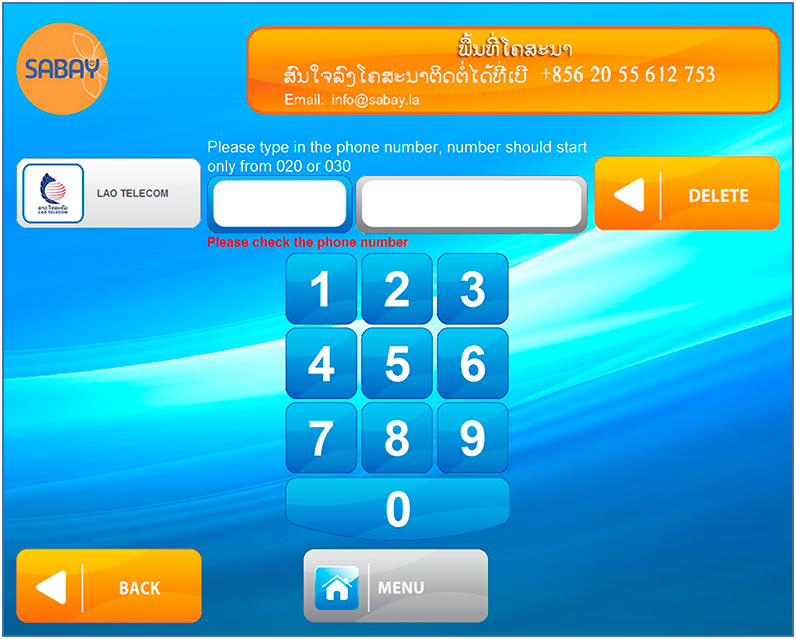 SABAY
ພື້ນທີ່ໂຄສະນາ
ສົນໃຈລົງໂຄສະນາຕິດຕໍ່ໄດ້ທີ່ເບີ +856 20 55 612 753
Email: info@sabay.la
Please type in the phone number, number should start
only from 020 or 030
ລາວ ໂທລະຄົມ
LAO TELECOM
LAO TELECOM
DELETE
Please check the phone number
1 2 3
4 5 6
7 8 9
0
BACK
MENU